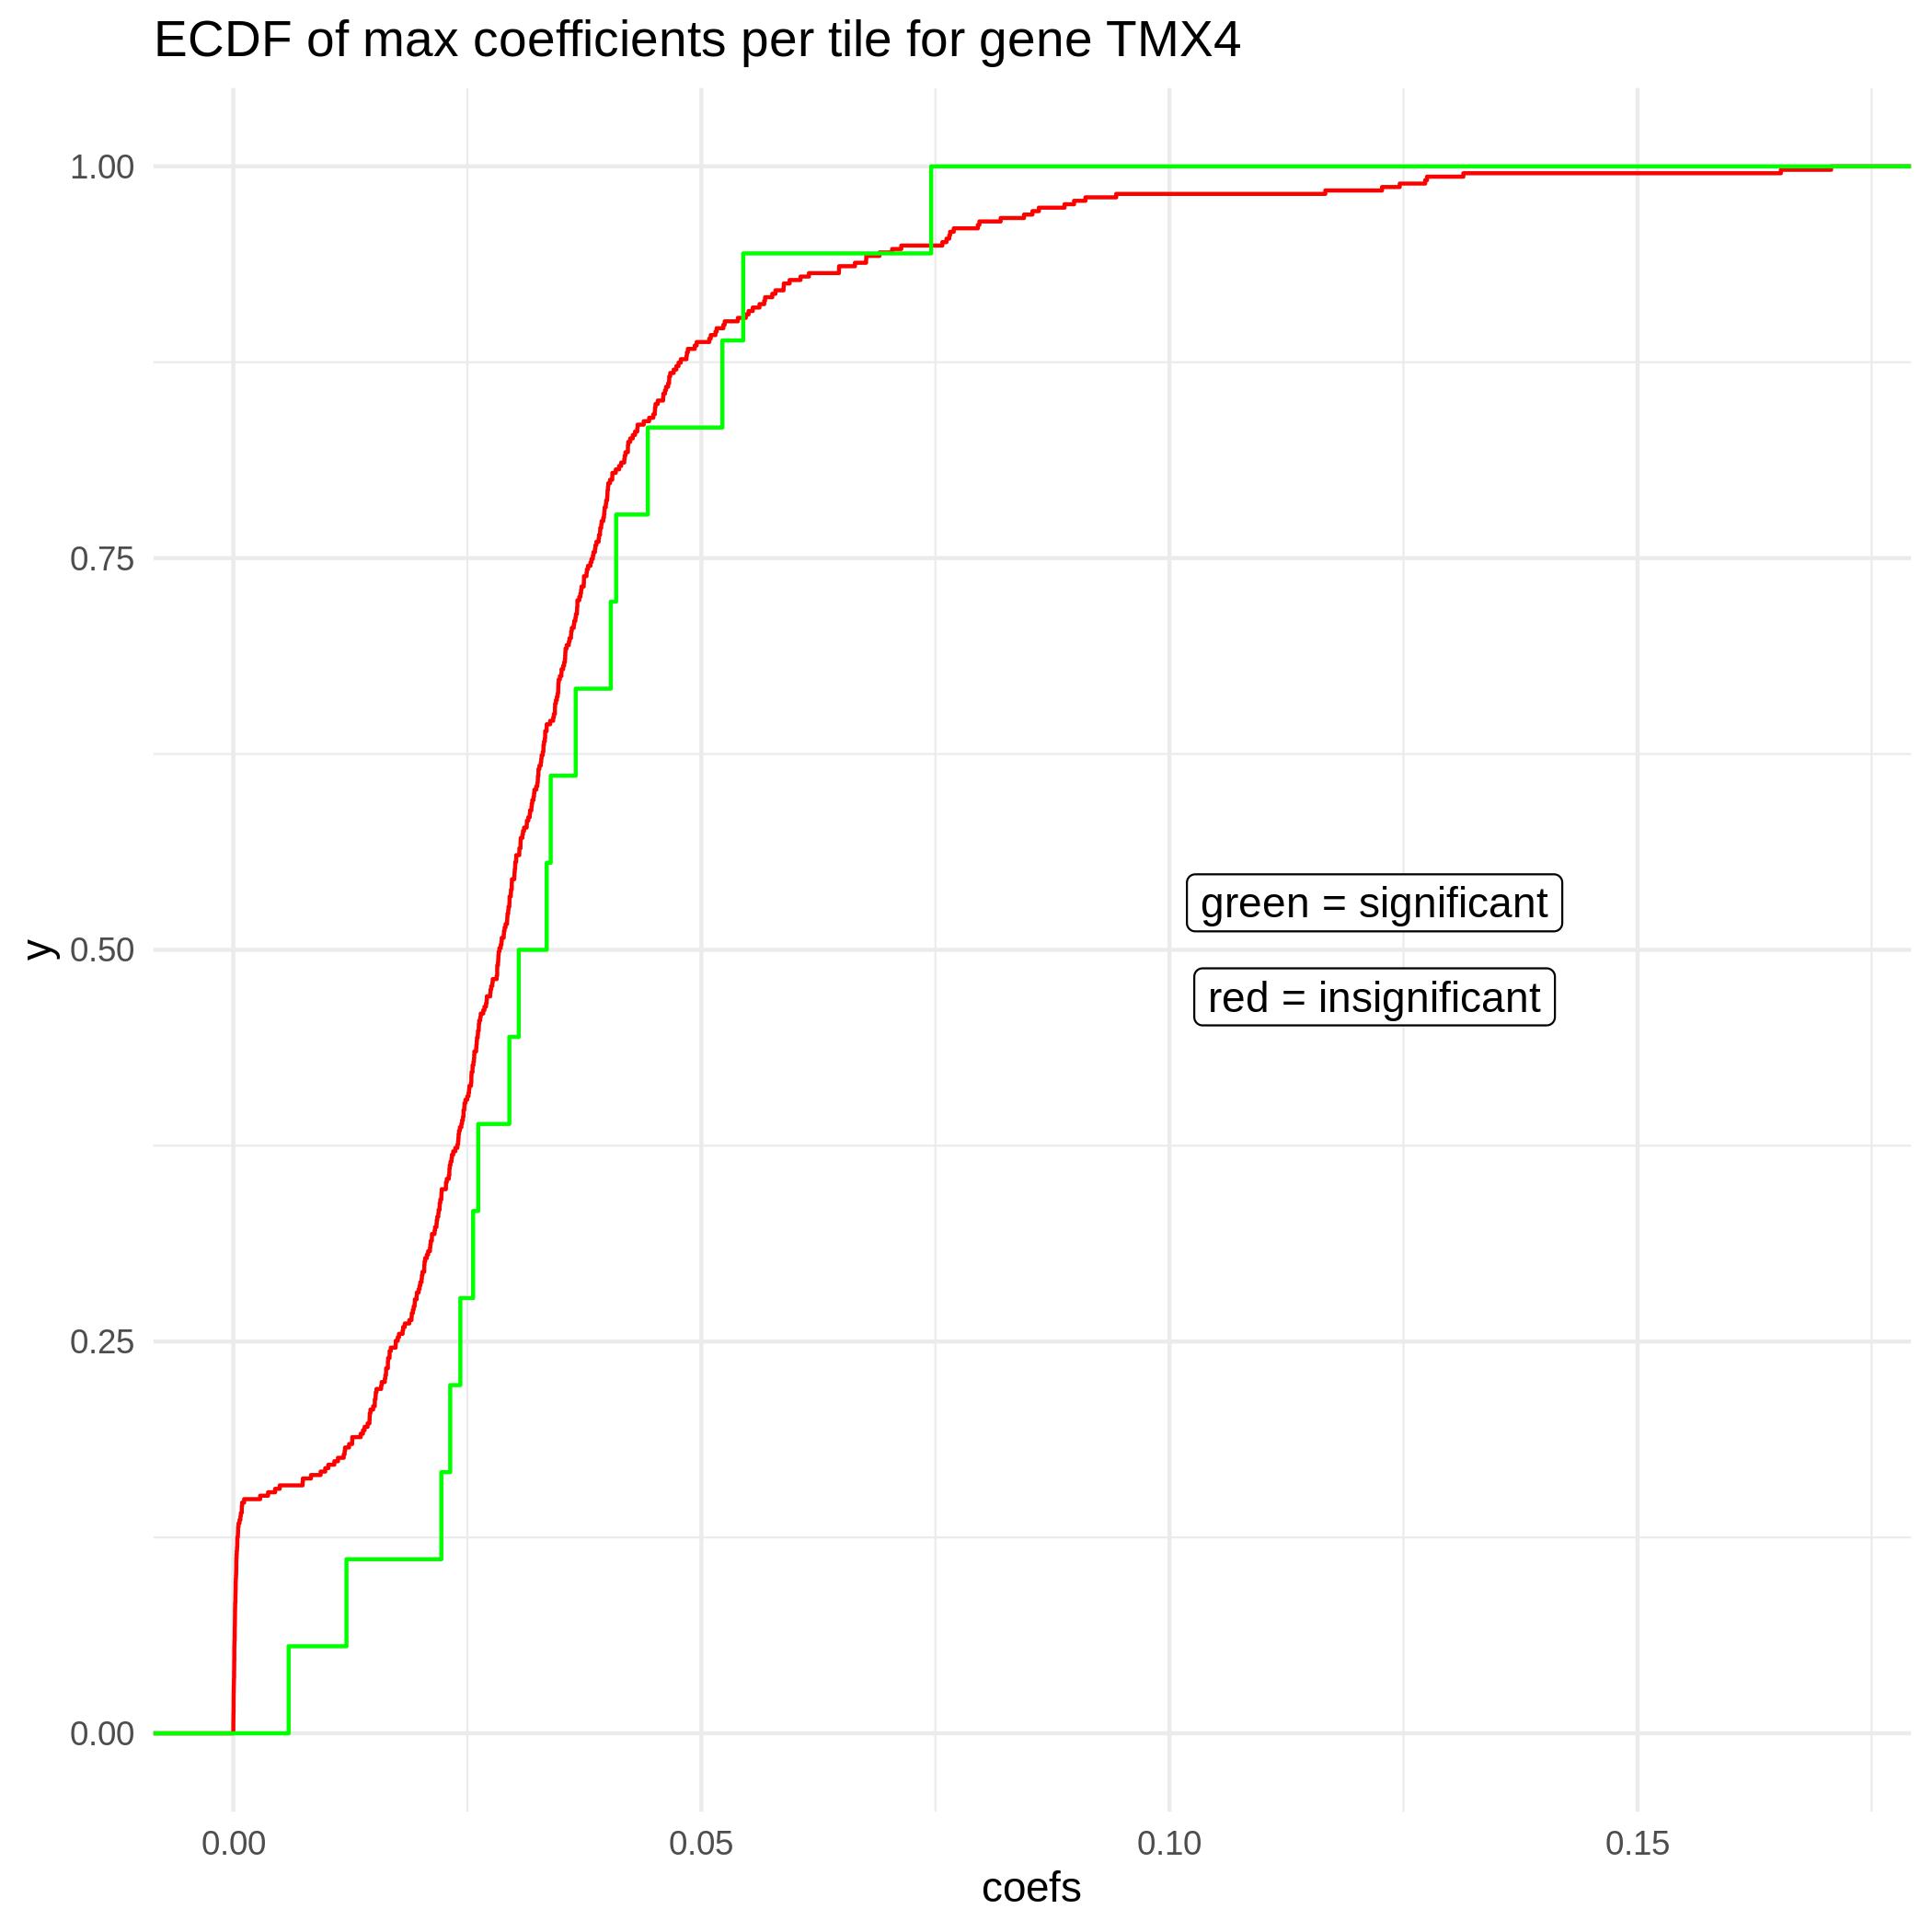 ECDF of max coefficients per tile for gene TMX4
1.00
0.75
y
0.50
0.25
0.00
green = significant
red = insignificant
0.00 0.05 0.10 0.15
coefs